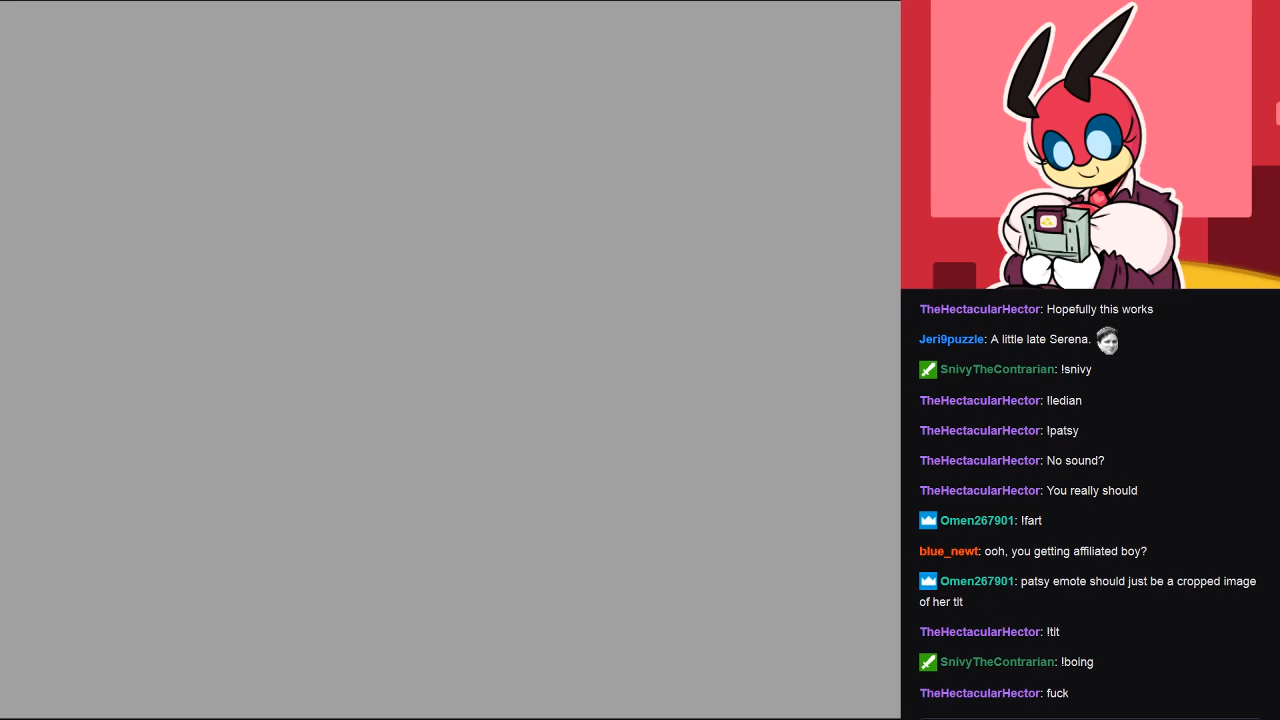 TheHectacularHector: Hopefully this works
Jeri9puzzle: A little late Serena.
SnivyTheContrarian: !snivy
TheHectacularHector: !ledian
TheHectacularHector: !patsy
TheHectacularHector: No sound?
TheHectacularHector: You really should
Omen267901: !fart
blue_newt: ooh, you getting affiliated boy?
Omen267901: patsy emote should just be a cropped image
of her tit
TheHectacularHector: !tit
SnivyTheContrarian: !boing
TheHectacularHector: fuck